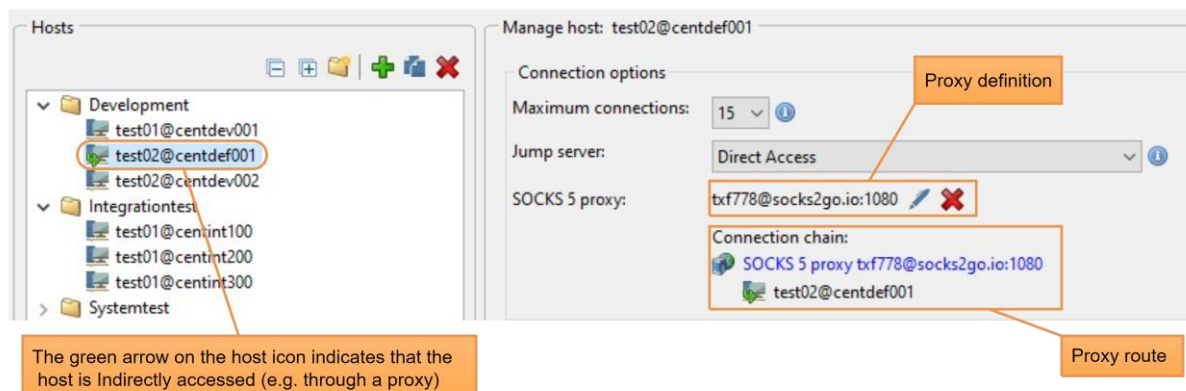 Hosts
Development
test01@centdev001
test02@centdef001
test02@centdev002
Integrationtest
test01@centint100
test01@centint200
test01@centint300
Systemtest
The green arrow on the host icon indicates that the
host is Indirectly accessed (e.g. through a proxy)
Manage host: test02@centdef001
Connection options
Proxy definition
Maximum connections: 15
Jump server: Direct Access
SOCKS 5 proxy: txf778@socks2go.io:1080
Connection chain:
SOCKS 5 proxy txf778@socks2go.io:1080
test02@centdef001
Proxy route